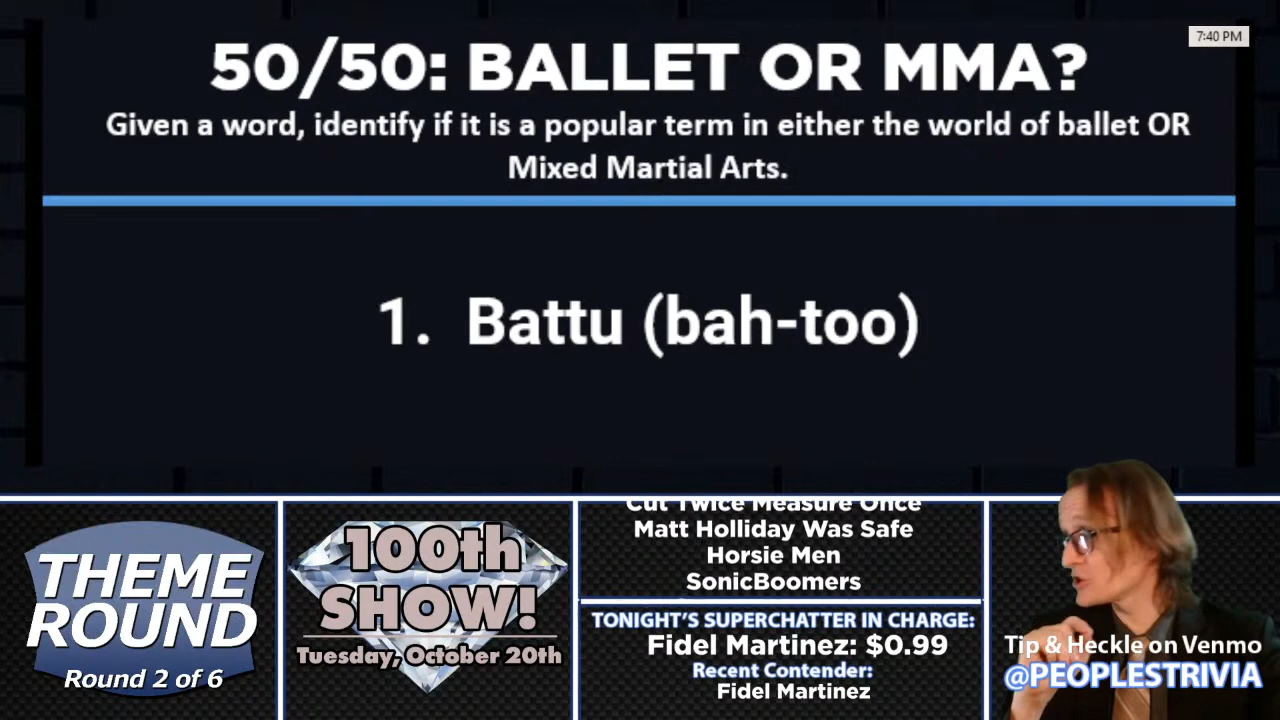 7:40 PM
50/50: BALLET OR MMA?
Given a word, identify if it is a popular term in either the world of ballet OR
Mixed Martial Arts.
1. Battu (bah-too)
THEME
ROUND
Round 2 of 6
100th
SHOW!
Tuesday, October 20th
Cut Twice Measure Once
Matt Holliday Was Safe
Horsie Men
SonicBoomers
TONIGHT'S SUPERCHATTER IN CHARGE:
Fidel Martinez: $0.99
Recent Contender:
Fidel Martinez
Tip & Heckle on Venmo
@PEOPLESTRIVIA